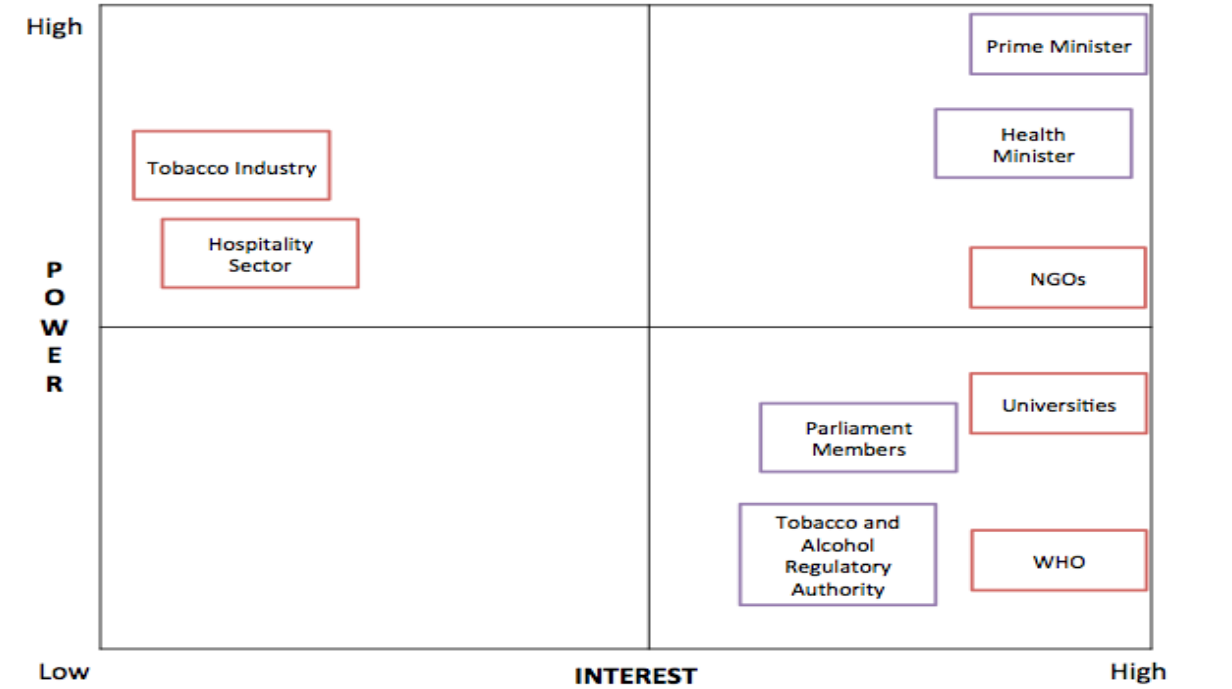 High
Prime Minister
Health
Minister
Tobacco Industry
Hospitality
Sector
NGOs
P
O
W
E
R
Universities
Parliament
Members
Tobacco and
Alcohol
Regulatory
Authority
WHO
Low
INTEREST
High